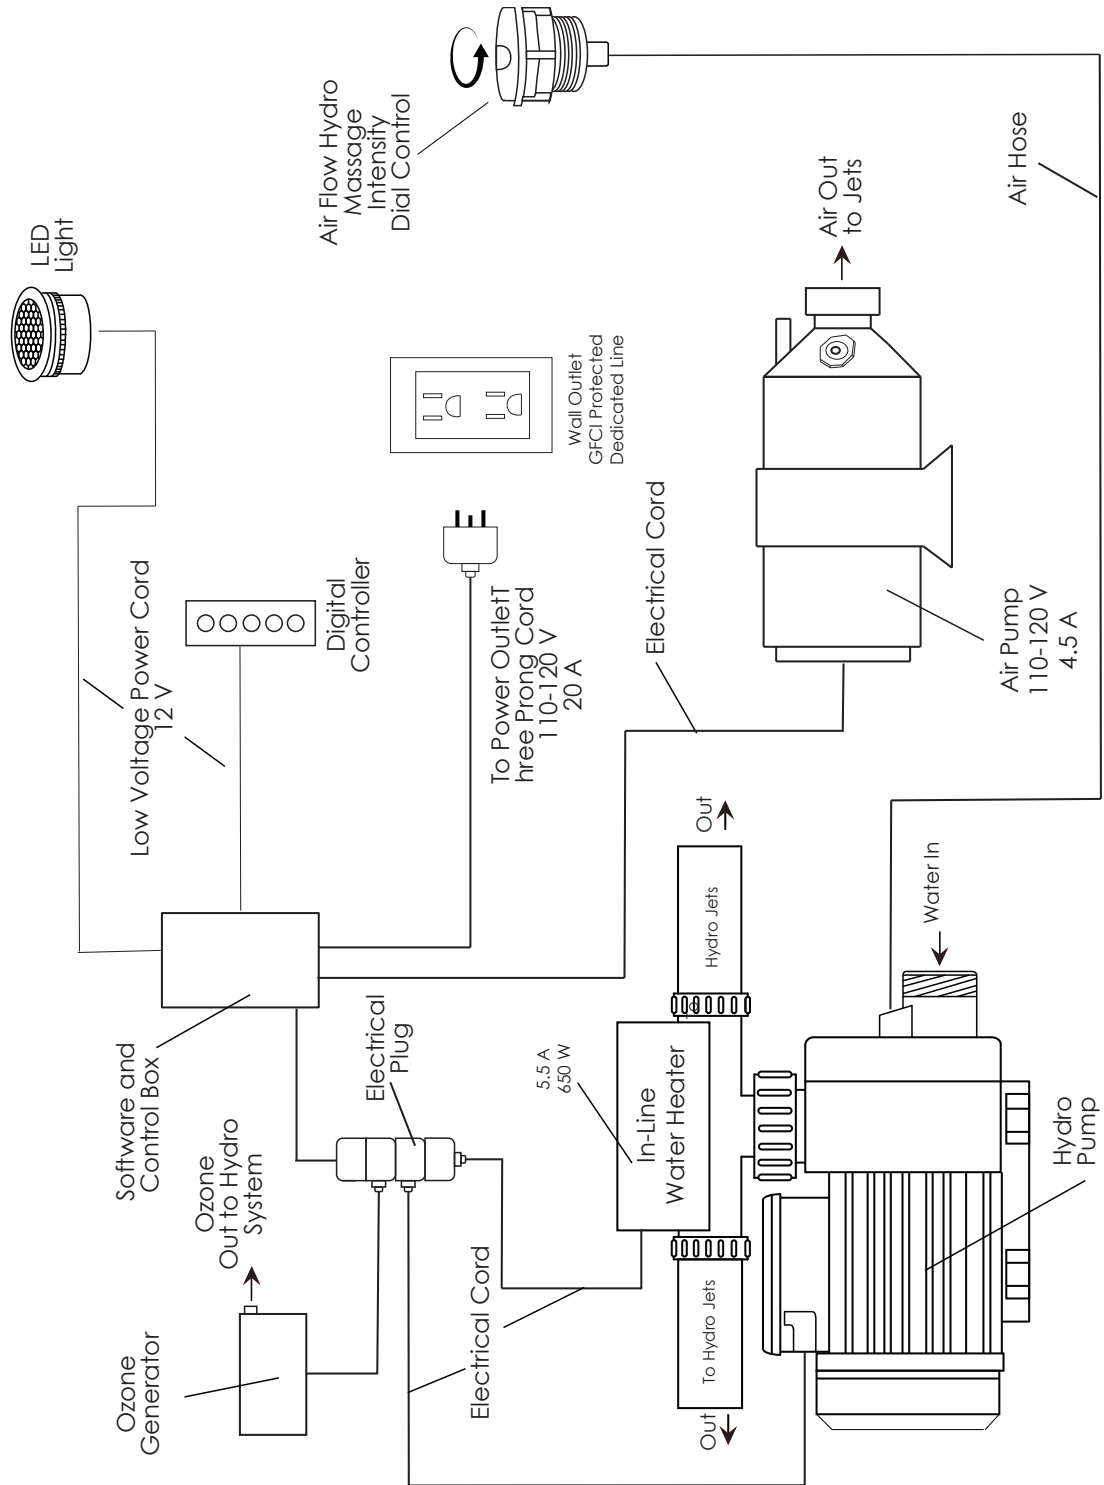 LED
Light
Air Flow Hydro
Massage
Intensity
Dial Control
Air Hose
Air Out
to Jets
Wall Outlet
GFCI Protected
Dedicated Line
Low Voltage Power Cord
12 V
Digital
Controller
To Power OutletT
hree Prong Cord
110-120 V
20 A
Electrical Cord
Air Pump
110-120 V
4.5 A
Software and
Control Box
Electrical
Plug
Ozone
Out to Hydro
System
Ozone
Generator
Electrical Cord
5.5 A
650 W
In-Line
Water Heater
Hydro Jets
Out
To Hydro Jets
Out
Water In
Hydro
Pump